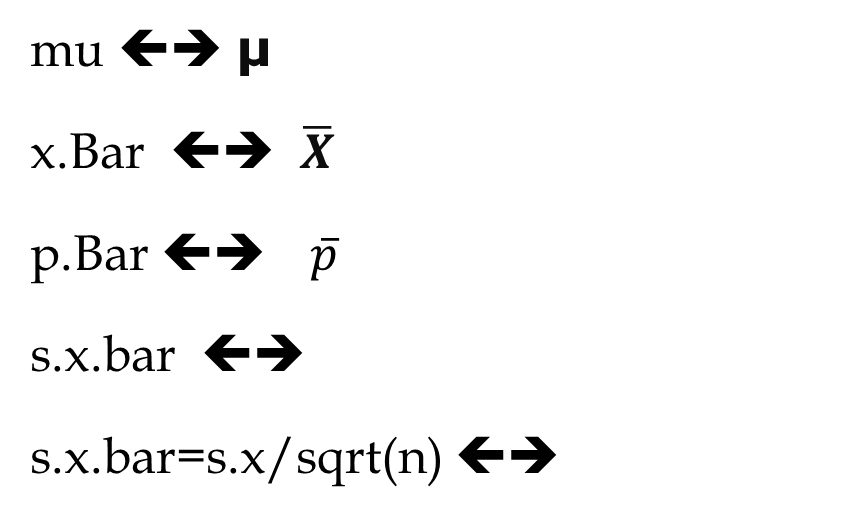 mu 🡨🡪 µ
x.Bar 🡨🡪 X̅
p.Bar 🡨🡪 p̅
s.x.bar 🡨🡪
s.x.bar=s.x/sqrt(n) 🡨🡪